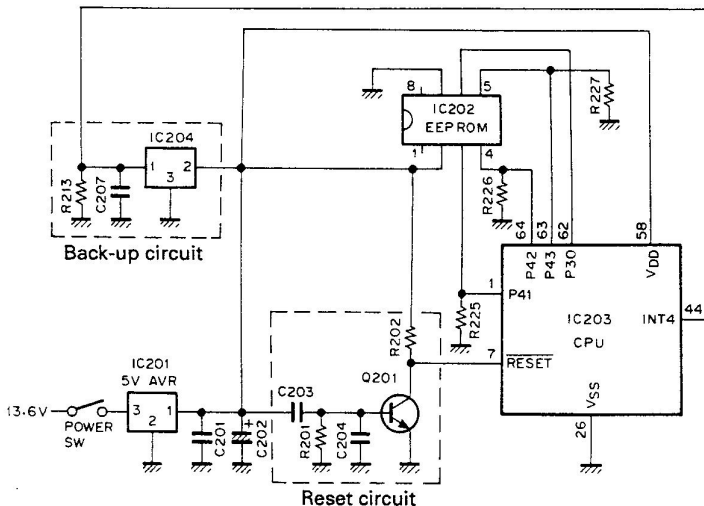 8
5
IC202
EEPROM
1
4
R227
IC204
1
2
3
R213
C207
Back-up circuit
R226
64
63
62
58
P42
P43
P30
VDD
1
P41
R225
IC203
CPU
INT4
44
R202
7
RESET
Q201
C203
R201
C204
Reset circuit
VSS
26
IC201
5V AVR
13.6V
POWER
SW
3
1
2
C201
+
C202